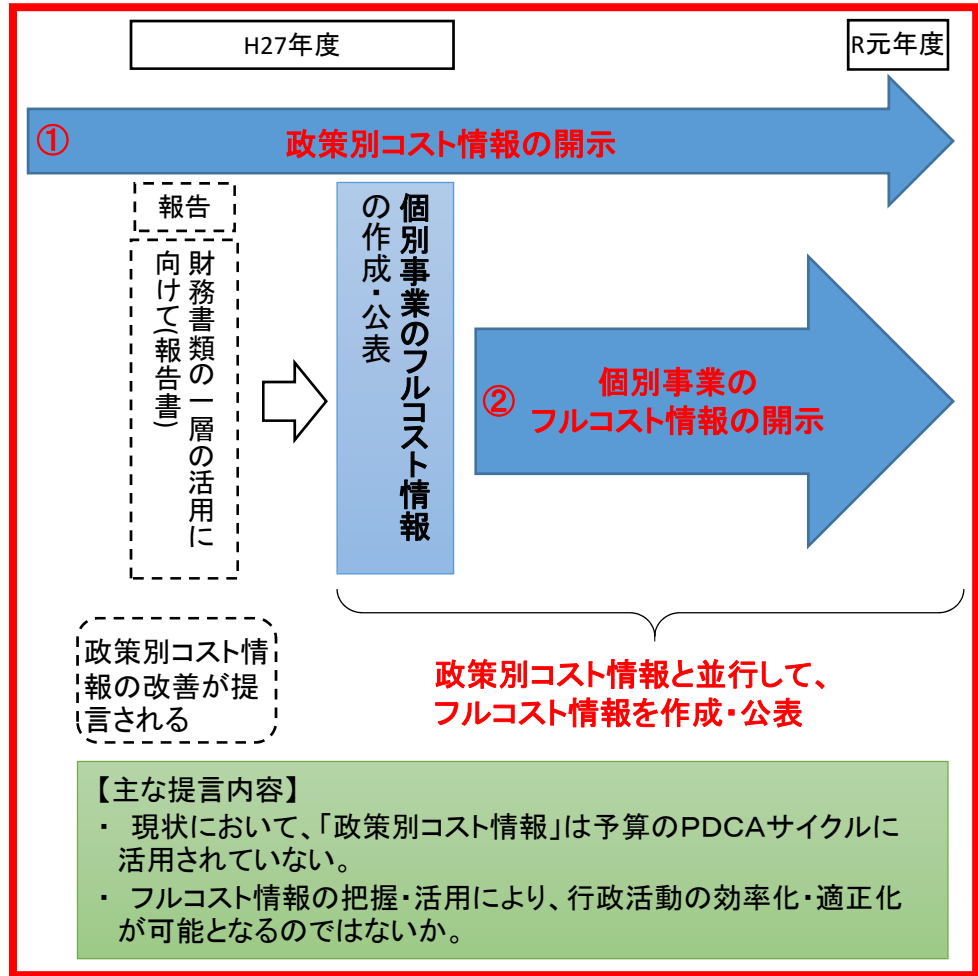 H27年度
R元年度
① 政策別コスト情報の開示
報告
財務書類の一層の活用に
向けて(報告書)
個別事業のフルコスト情報
の作成・公表
② 個別事業の
フルコスト情報の開示
政策別コスト情
報の改善が提
言される
政策別コスト情報と並行して、
フルコスト情報を作成・公表
【主な提言内容】
・ 現状において、「政策別コスト情報」は予算のPDCAサイクルに
活用されていない。
・ フルコスト情報の把握・活用により、行政活動の効率化・適正化
が可能となるのではないか。